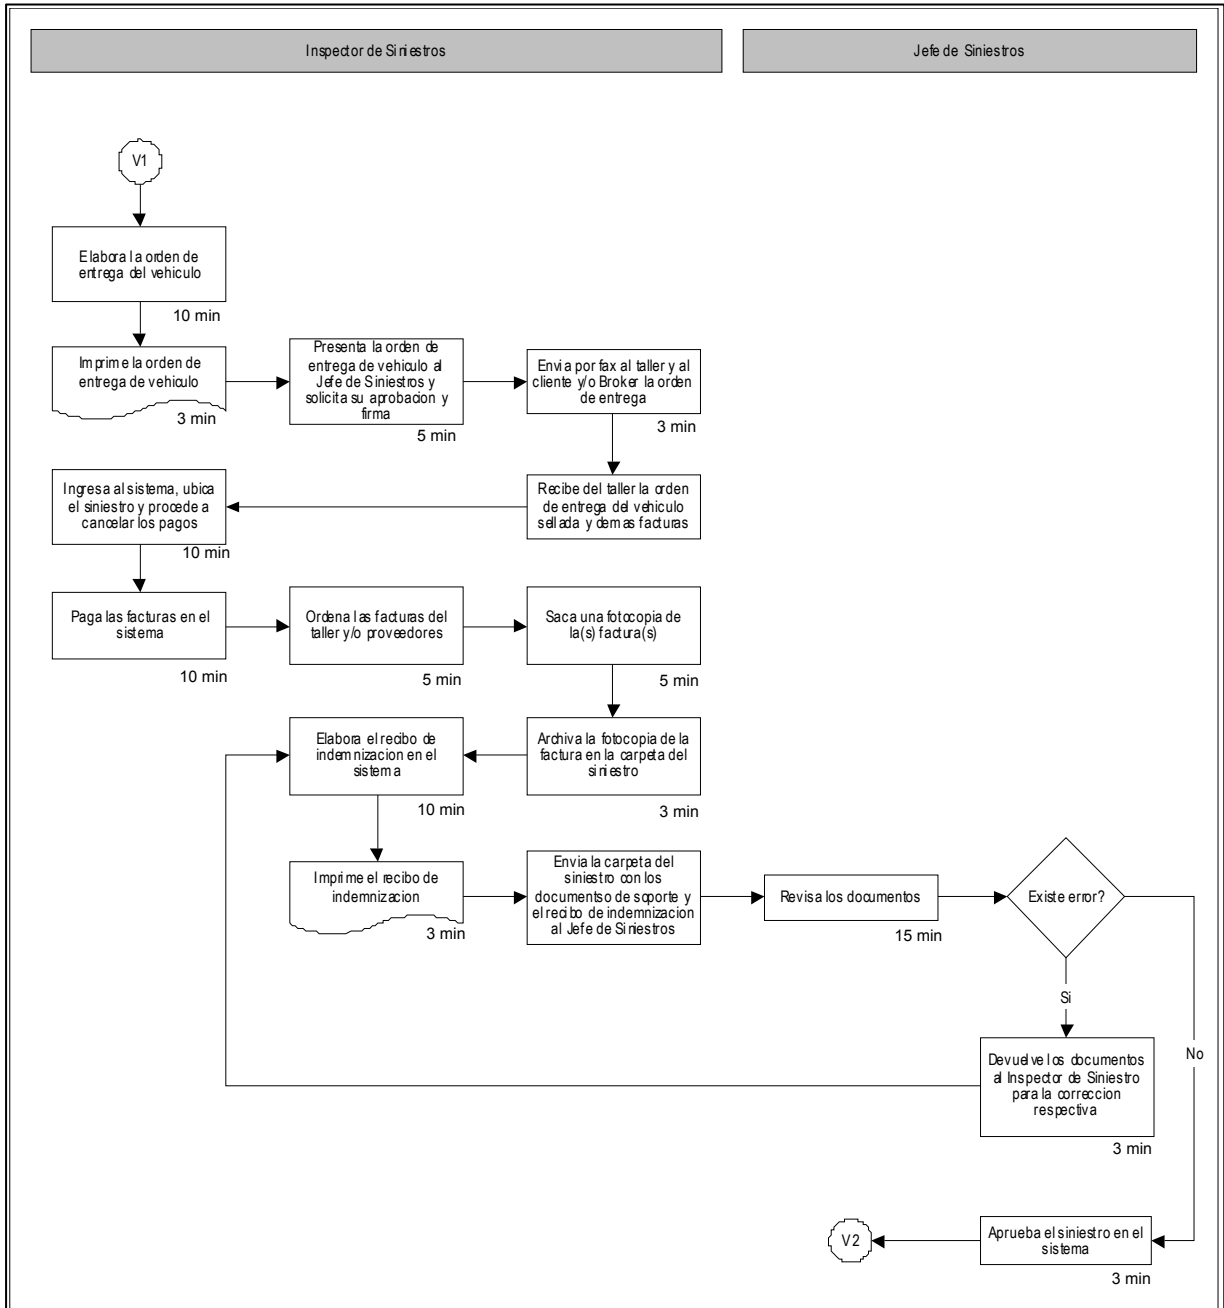 Inspector de Siniestros
Jefe de Siniestros
V1
Elabora la orden de
entrega del vehiculo
10 min
Imprime la orden de
entrega de vehiculo
3 min
Presenta la orden de
entrega de vehiculo al
Jefe de Siniestros y
solicita su aprobacion y
firma
5 min
Envia por fax al taller y al
cliente y/o Broker la orden
de entrega
3 min
Ingresa al sistema, ubica
el siniestro y procede a
cancelar los pagos
10 min
Recibe del taller la orden
de entrega del vehiculo
sellada y demas facturas
Paga las facturas en el
sistema
10 min
Ordena las facturas del
taller y/o proveedores
5 min
Saca una fotocopia de
la(s) factura(s)
5 min
Elabora el recibo de
indemnizacion en el
sistema
10 min
Archiva la fotocopia de la
factura en la carpeta del
siniestro
3 min
Imprime el recibo de
indemnizacion
3 min
Envia la carpeta del
siniestro con los
documentso de soporte y
el recibo de indemnizacion
al Jefe de Siniestros
Revisa los documentos
15 min
Existe error?
Si
No
Devuelve los documentos
al Inspector de Siniestro
para la correccion
respectiva
3 min
V2
Aprueba el siniestro en el
sistema
3 min